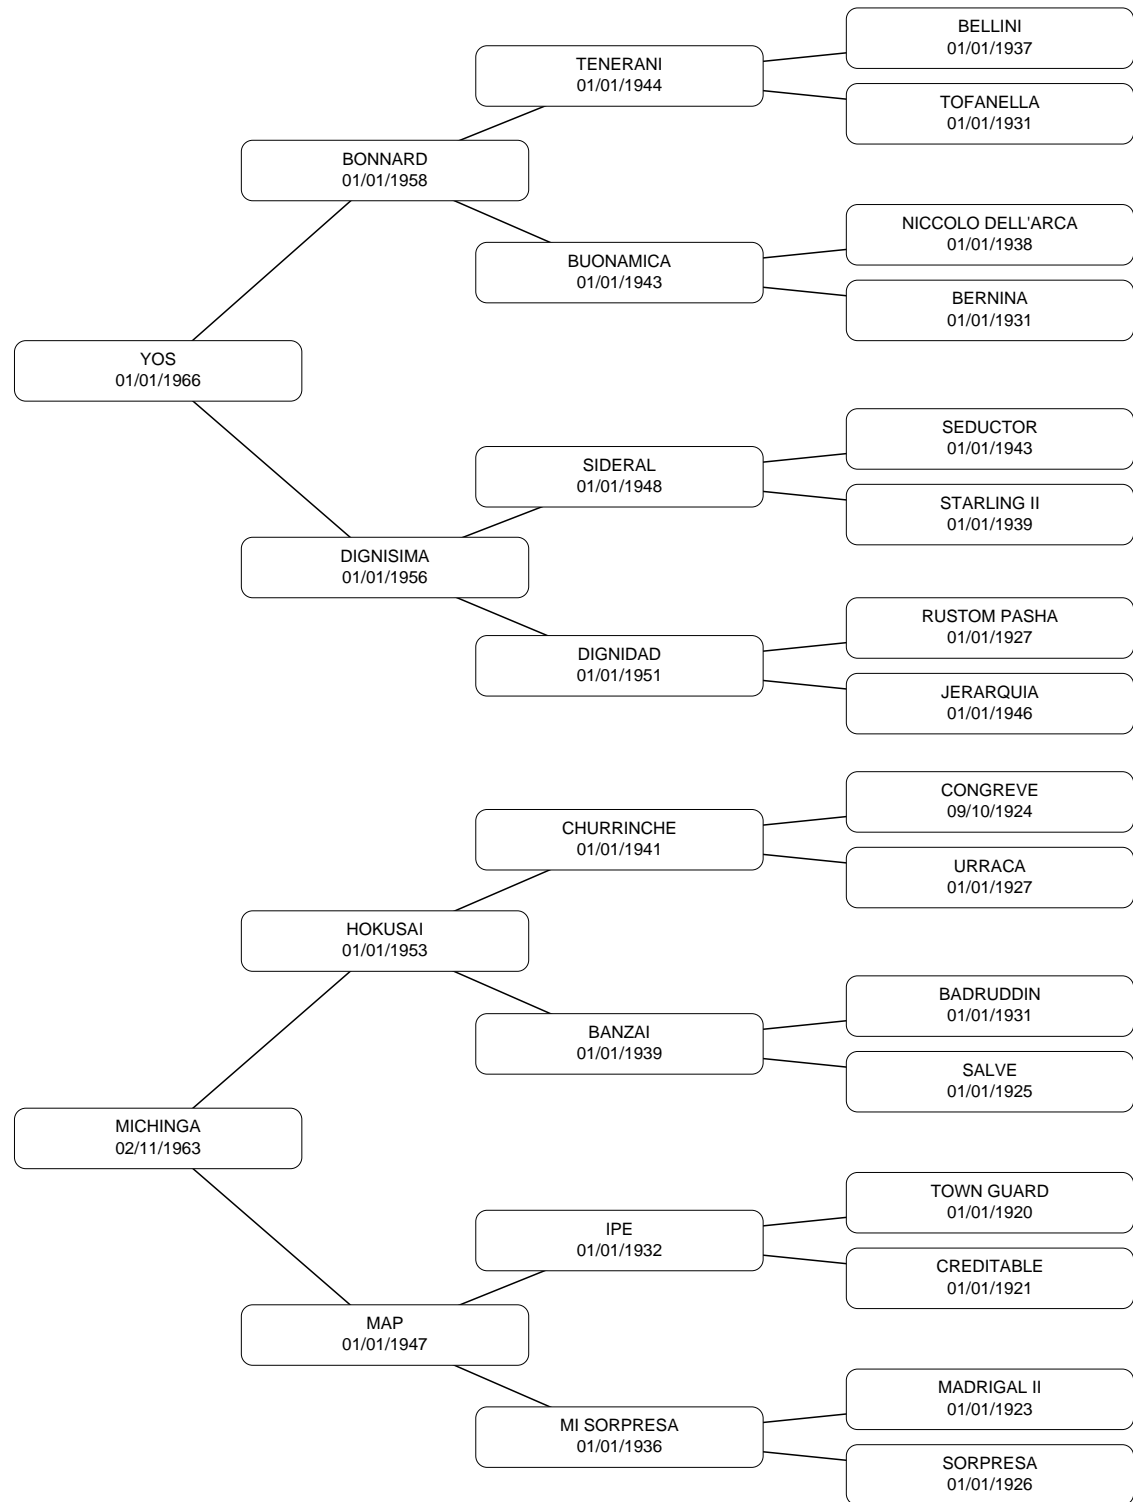 BELLINI
01/01/1937
TENERANI
01/01/1944
TOFANELLA
01/01/1931
BONNARD
01/01/1958
NICCOLO DELL'ARCA
01/01/1938
BUONAMICA
01/01/1943
BERNINA
01/01/1931
YOS
01/01/1966
SEDUCTOR
01/01/1943
SIDERAL
01/01/1948
STARLING II
01/01/1939
DIGNISIMA
01/01/1956
RUSTOM PASHA
01/01/1927
DIGNIDAD
01/01/1951
JERARQUIA
01/01/1946
CONGREVE
09/10/1924
CHURRINCHE
01/01/1941
URRACA
01/01/1927
HOKUSAI
01/01/1953
BADRUDDIN
01/01/1931
BANZAI
01/01/1939
SALVE
01/01/1925
MICHINGA
02/11/1963
TOWN GUARD
01/01/1920
IPE
01/01/1932
CREDITABLE
01/01/1921
MAP
01/01/1947
MADRIGAL II
01/01/1923
MI SORPRESA
01/01/1936
SORPRESA
01/01/1926